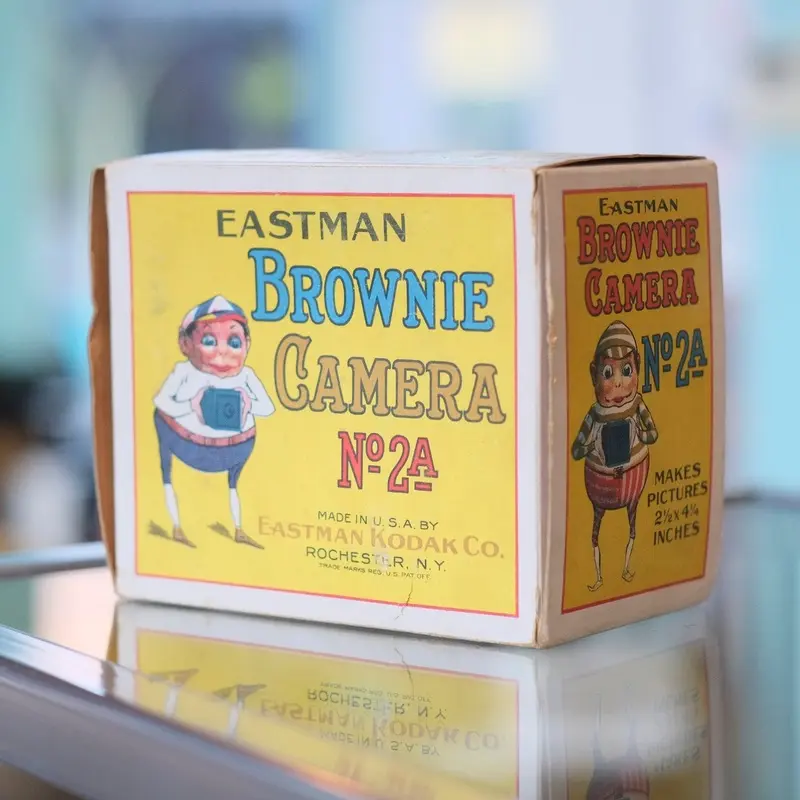 EASTMAN
BROWNIE
CAMERA
Nº 2A
MADE IN U.S.A. BY
EASTMAN KODAK CO.
ROCHESTER, N.Y.
TRADE MARKS REG. U.S. PAT. OFF.
EASTMAN
BROWNIE
CAMERA
Nº 2A
MAKES
PICTURES
2½ x 4¼
INCHES